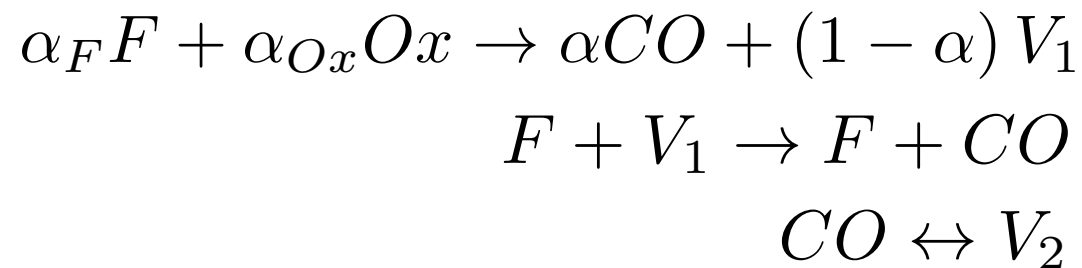 α_F F + α_{Ox} Ox → αCO + (1 − α) V_1
F + V_1 → F + CO
CO ↔ V_2